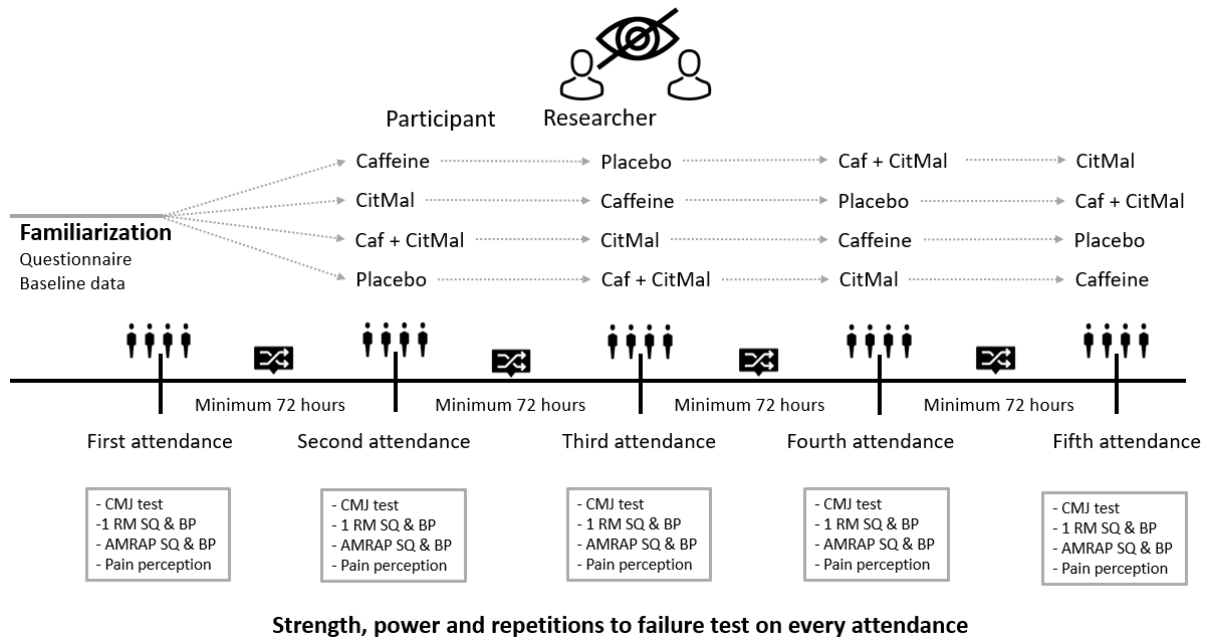 Participant Researcher
Caffeine Placebo Caf + CitMal CitMal
CitMal Caffeine Placebo Caf + CitMal
Familiarization
Questionnaire
Baseline data
Caf + CitMal CitMal Caffeine Placebo
Placebo Caf + CitMal CitMal Caffeine
Minimum 72 hours Minimum 72 hours Minimum 72 hours Minimum 72 hours
First attendance Second attendance Third attendance Fourth attendance Fifth attendance
- CMJ test
-1 RM SQ & BP
- AMRAP SQ & BP
- Pain perception
- CMJ test
- 1 RM SQ & BP
- AMRAP SQ & BP
- Pain perception
- CMJ test
- 1 RM SQ & BP
- AMRAP SQ & BP
- Pain perception
- CMJ test
- 1 RM SQ & BP
- AMRAP SQ & BP
- Pain perception
- CMJ test
- 1 RM SQ & BP
- AMRAP SQ & BP
- Pain perception
Strength, power and repetitions to failure test on every attendance